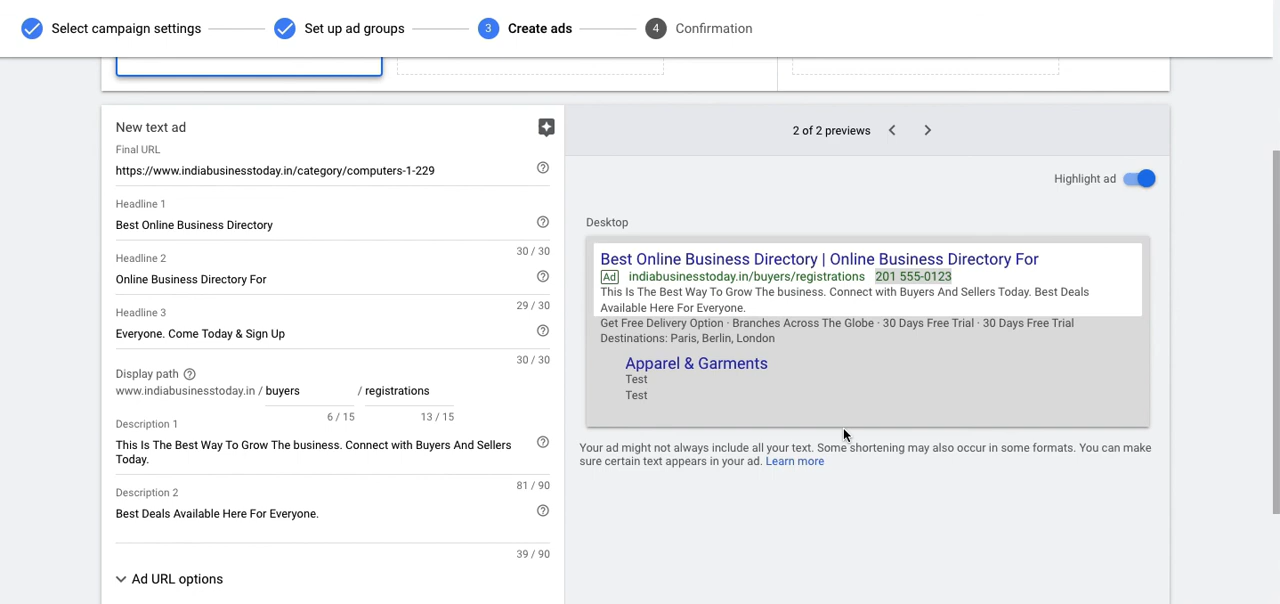 Select campaign settings
Set up ad groups
3 Create ads
4 Confirmation
New text ad
Final URL
https://www.indiabusinesstoday.in/category/computers-1-229
Headline 1
Best Online Business Directory
30 / 30
Headline 2
Online Business Directory For
29 / 30
Headline 3
Everyone. Come Today & Sign Up
30 / 30
Display path
www.indiabusinesstoday.in / buyers / registrations
6 / 15
13 / 15
Description 1
This Is The Best Way To Grow The business. Connect with Buyers And Sellers
Today.
81 / 90
Description 2
Best Deals Available Here For Everyone.
39 / 90
Ad URL options
2 of 2 previews
Highlight ad
Desktop
Best Online Business Directory | Online Business Directory For
Ad indiabusinesstoday.in/buyers/registrations 201 555-0123
This Is The Best Way To Grow The business. Connect with Buyers And Sellers Today. Best Deals
Available Here For Everyone.
Get Free Delivery Option · Branches Across The Globe · 30 Days Free Trial · 30 Days Free Trial
Destinations: Paris, Berlin, London
Apparel & Garments
Test
Test
Your ad might not always include all your text. Some shortening may also occur in some formats. You can make
sure certain text appears in your ad. Learn more